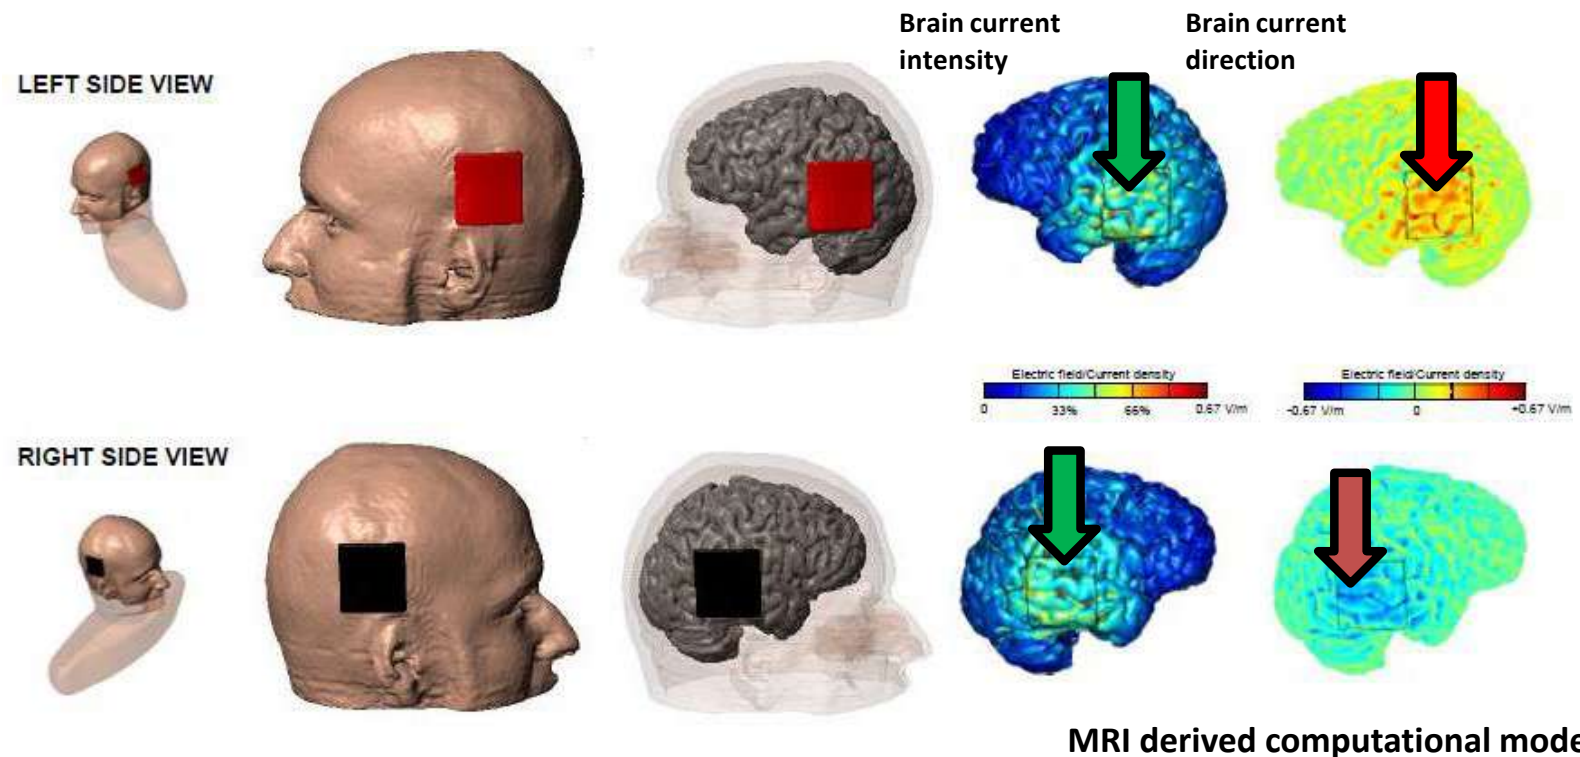 Brain current
intensity
Brain current
direction
LEFT SIDE VIEW
Electric field/Current density
0 33% 66% 0.67 V/m
Electric field/Current density
-0.67 V/m 0 +0.67 V/m
RIGHT SIDE VIEW
MRI derived computational mode